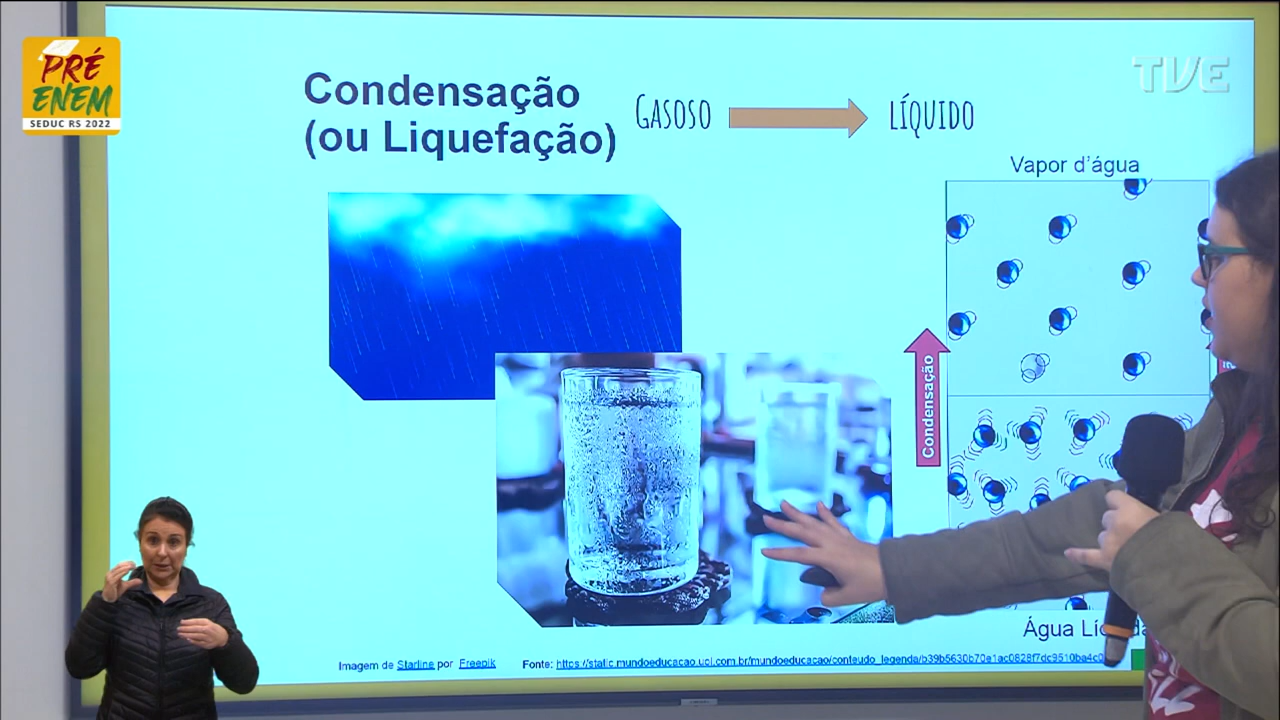 PRÉ
ENEM
SEDUC RS 2022
TVE
Condensação
(ou Liquefação)
GASOSO
LÍQUIDO
Vapor d'água
Condensação
Água
Imagem de Starline por Freepik
Fonte: